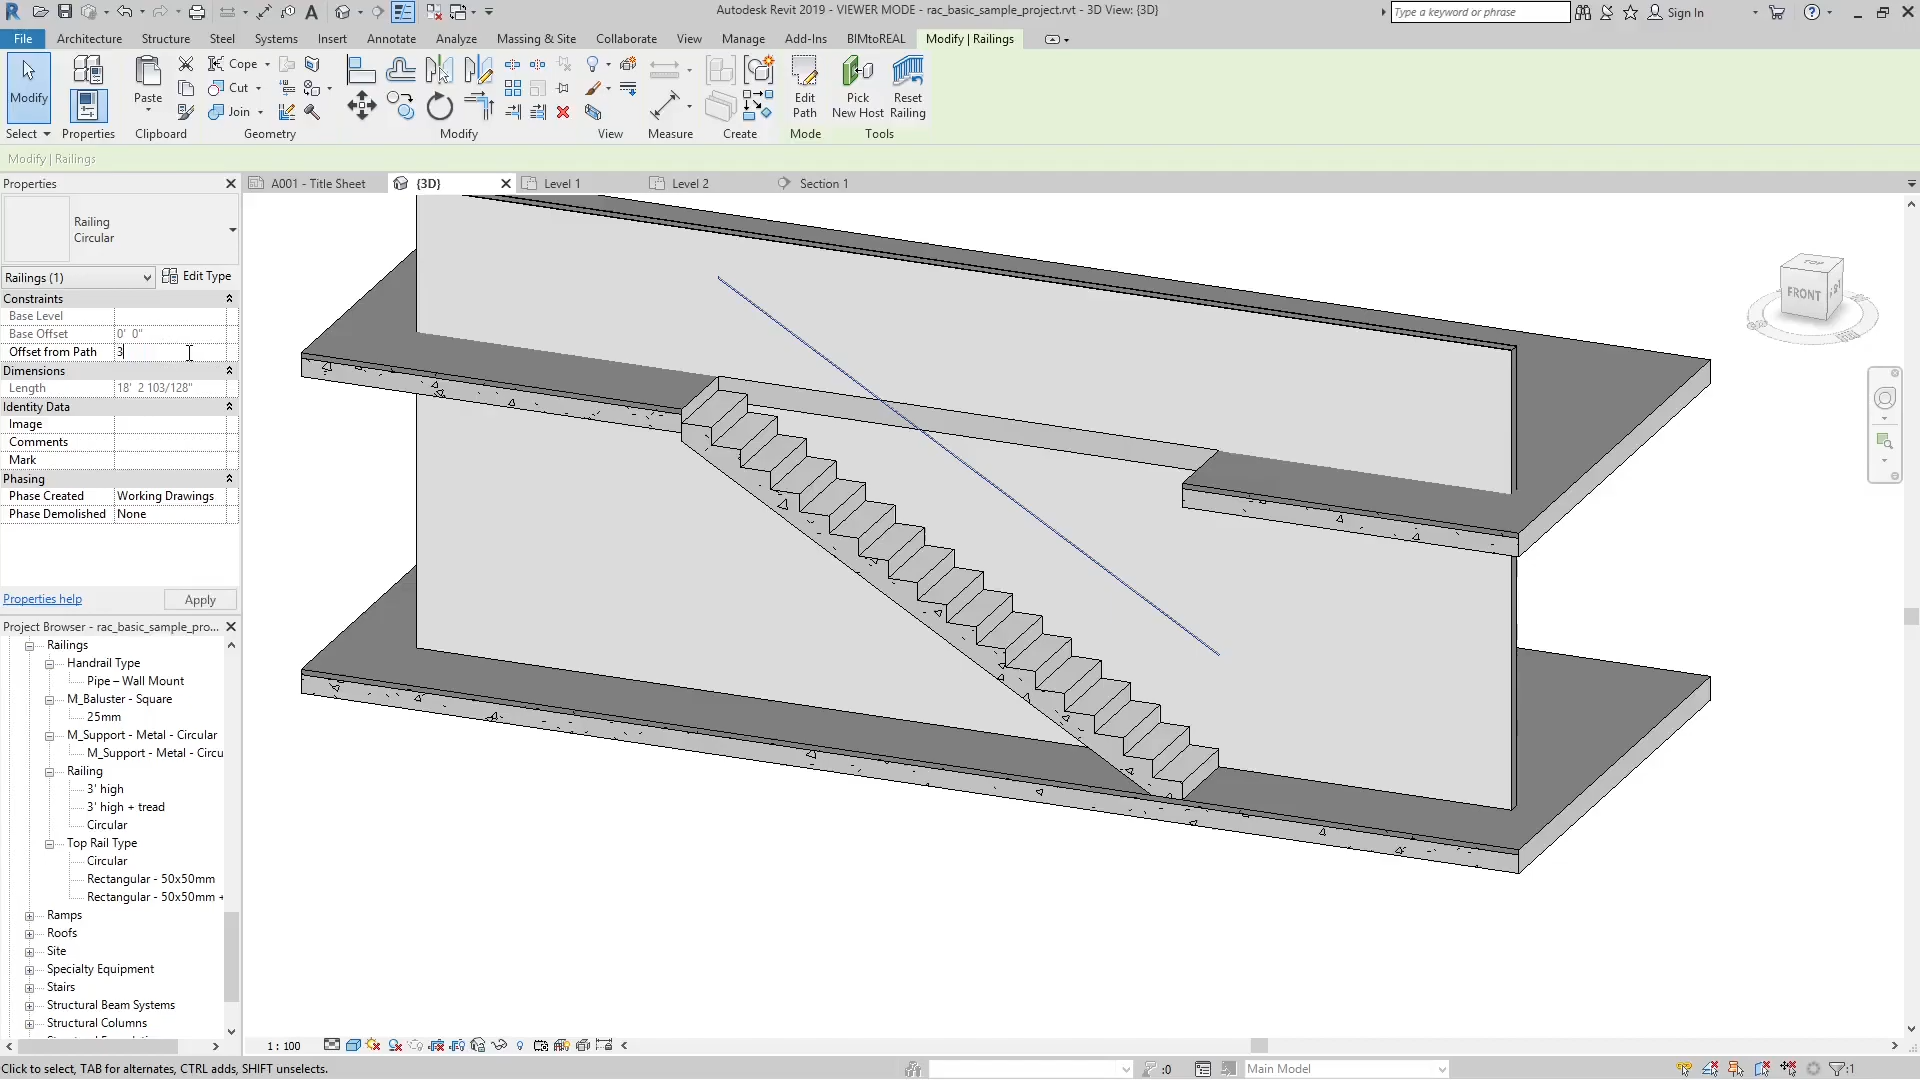 Autodesk Revit 2019 - VIEWER MODE - rac_basic_sample_project.rvt - 3D View: {3D}
Type a keyword or phrase
Sign In
File Architecture Structure Steel Systems Insert Annotate Analyze Massing & Site Collaborate View Manage Add-Ins BIMtoREAL Modify | Railings
Modify
Paste
Cope
Cut
Join
Edit
Path
Pick
New Host
Reset
Railing
Select Properties Clipboard Geometry Modify View Measure Create Mode Tools
Modify | Railings
Properties
A001 - Title Sheet
{3D}
Level 1
Level 2
Section 1
Railing
Circular
Railings (1)
Edit Type
Constraints
Base Level
Base Offset 0' 0"
Offset from Path 3
Dimensions
Length 18' 2 103/128"
Identity Data
Image
Comments
Mark
Phasing
Phase Created Working Drawings
Phase Demolished None
Properties help
Apply
TOP
FRONT
Project Browser - rac_basic_sample_pro...
Railings
Handrail Type
Pipe – Wall Mount
M_Baluster - Square
25mm
M_Support - Metal - Circular
M_Support - Metal - Circu
Railing
3' high
3' high + tread
Circular
Top Rail Type
Circular
Rectangular - 50x50mm
Rectangular - 50x50mm +
Ramps
Roofs
Site
Specialty Equipment
Stairs
Structural Beam Systems
Structural Columns
1 : 100
Click to select, TAB for alternates, CTRL adds, SHIFT unselects.
:0
Main Model
:1